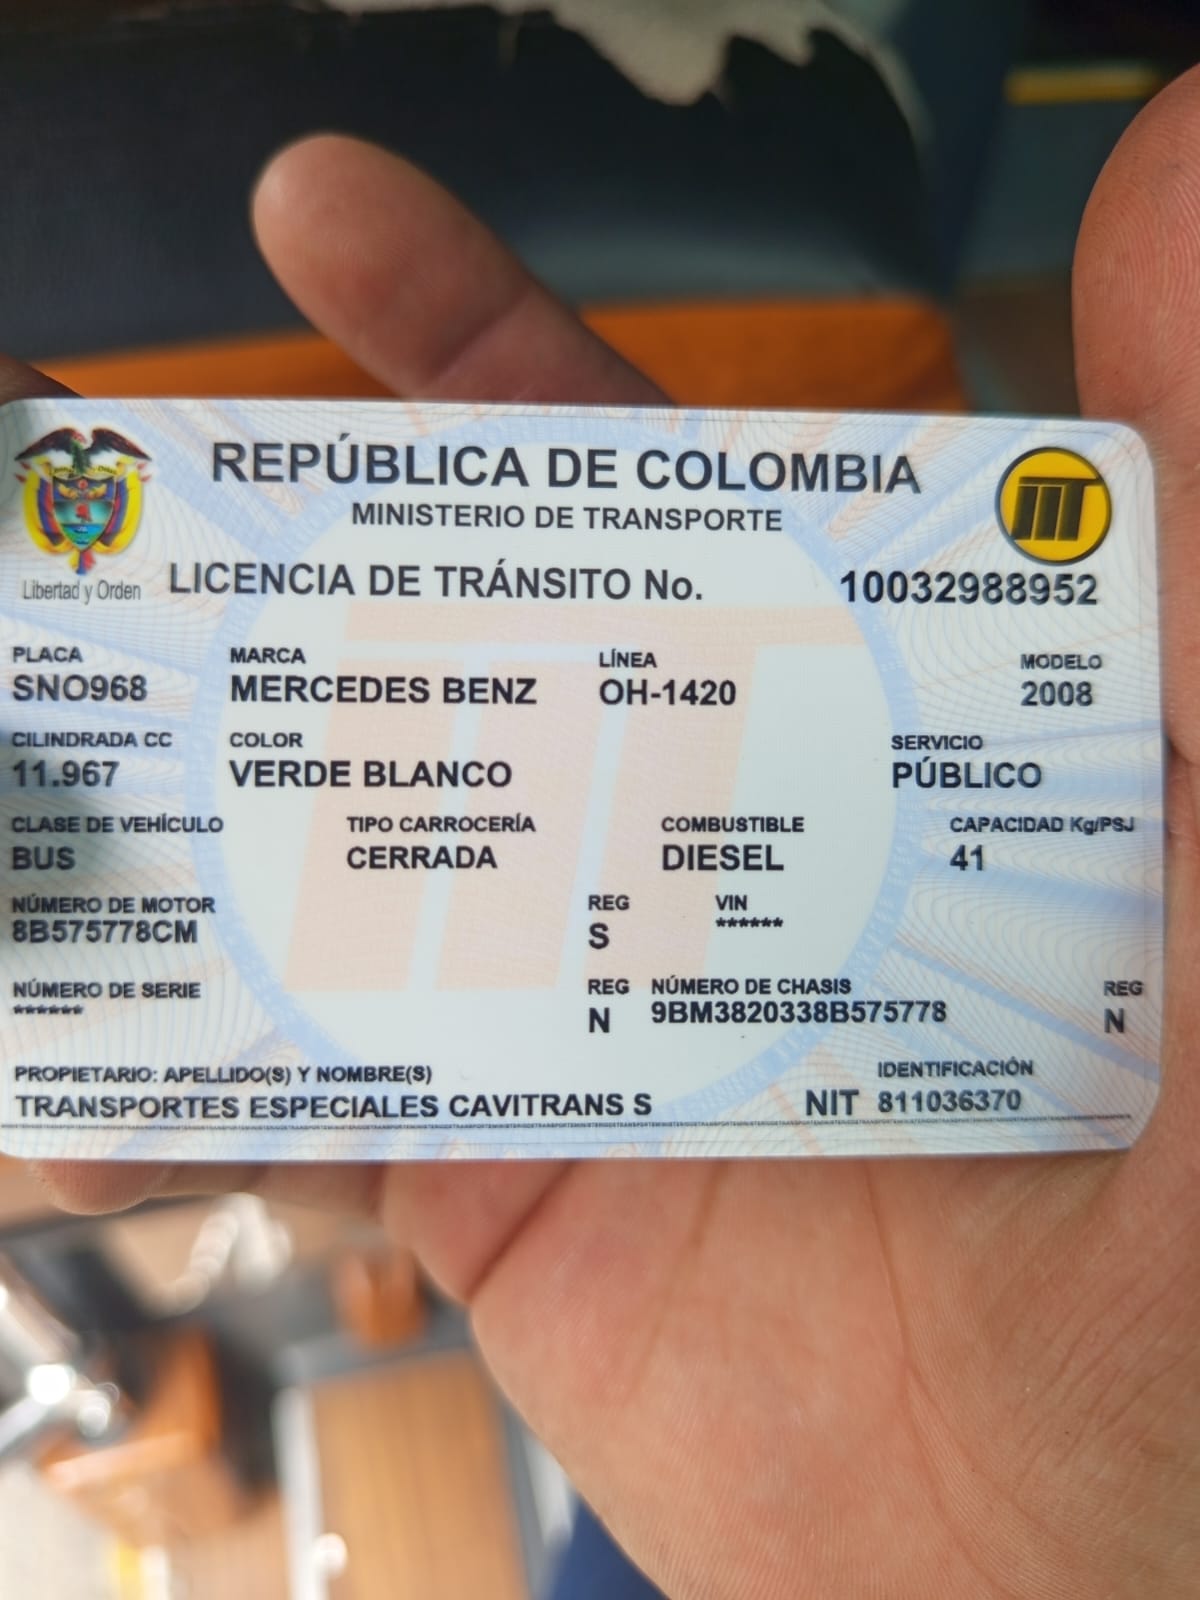 REPÚBLICA DE COLOMBIA
MINISTERIO DE TRANSPORTE
Libertad y Orden
LICENCIA DE TRÁNSITO No. 10032988952
PLACA MARCA LÍNEA MODELO
SNO968 MERCEDES BENZ OH-1420 2008
CILINDRADA CC COLOR SERVICIO
11.967 VERDE BLANCO PÚBLICO
CLASE DE VEHÍCULO TIPO CARROCERÍA COMBUSTIBLE CAPACIDAD Kg/PSJ
BUS CERRADA DIESEL 41
NÚMERO DE MOTOR REG VIN
8B575778CM S ******
NÚMERO DE SERIE REG NÚMERO DE CHASIS REG
****** N 9BM3820338B575778 N
PROPIETARIO: APELLIDO(S) Y NOMBRE(S) IDENTIFICACIÓN
TRANSPORTES ESPECIALES CAVITRANS S NIT 811036370